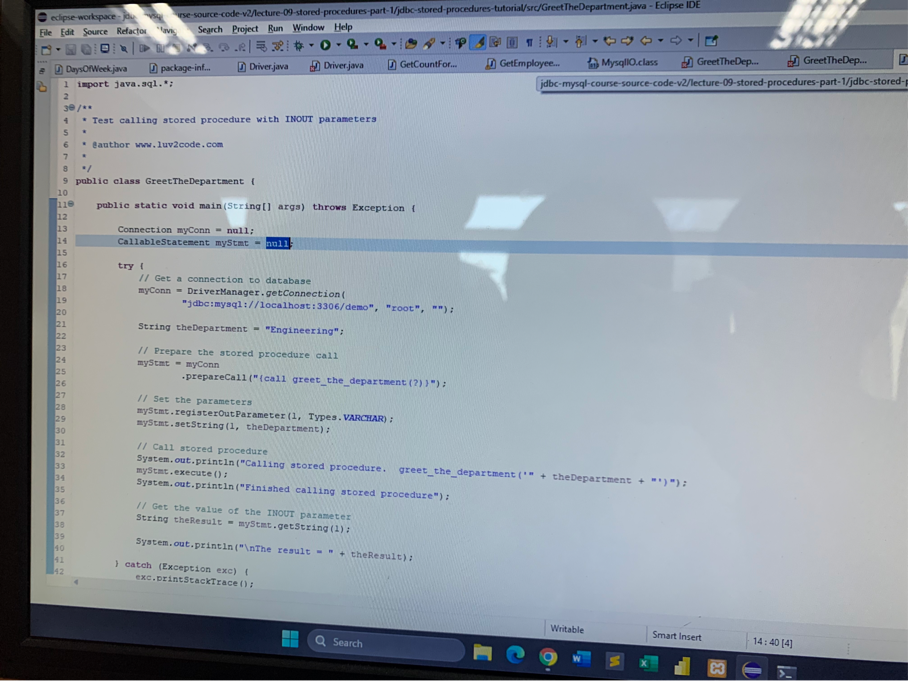 eclipse-workspace - jdbc-mysql-course-source-code-v2/lecture-09-stored-procedures-part-1/jdbc-stored-procedures-tutorial/src/GreetTheDepartment.java - Eclipse IDE
File Edit Source Refactor Navig Search Project Run Window Help
DaysOfWeek.java package-inf... Driver.java Driver.java GetCountFor... GetEmployee... MysqlIO.class GreetTheDep... GreetTheDep...
jdbc-mysql-course-source-code-v2/lecture-09-stored-procedures-part-1/jdbc-stored-p
1 import java.sql.*;
2
3 /**
4 * Test calling stored procedure with INOUT parameters
5 *
6 * @author www.luv2code.com
7 *
8 */
9 public class GreetTheDepartment {
10
11 public static void main(String[] args) throws Exception {
12
13 Connection myConn = null;
14 CallableStatement myStmt = null;
15
16 try {
17 // Get a connection to database
18 myConn = DriverManager.getConnection(
19 "jdbc:mysql://localhost:3306/demo", "root", "");
20
21 String theDepartment = "Engineering";
22
23 // Prepare the stored procedure call
24 myStmt = myConn
25 .prepareCall("{call greet_the_department(?)}");
26
27 // Set the parameters
28 myStmt.registerOutParameter(1, Types.VARCHAR);
29 myStmt.setString(1, theDepartment);
30
31 // Call stored procedure
32 System.out.println("Calling stored procedure. greet_the_department('" + theDepartment + "')");
33 myStmt.execute();
34 System.out.println("Finished calling stored procedure");
35
36 // Get the value of the INOUT parameter
37 String theResult = myStmt.getString(1);
38
39 System.out.println("\nThe result = " + theResult);
40
41 } catch (Exception exc) {
42 exc.printStackTrace();
Writable Smart Insert 14 : 40 [4]
Search